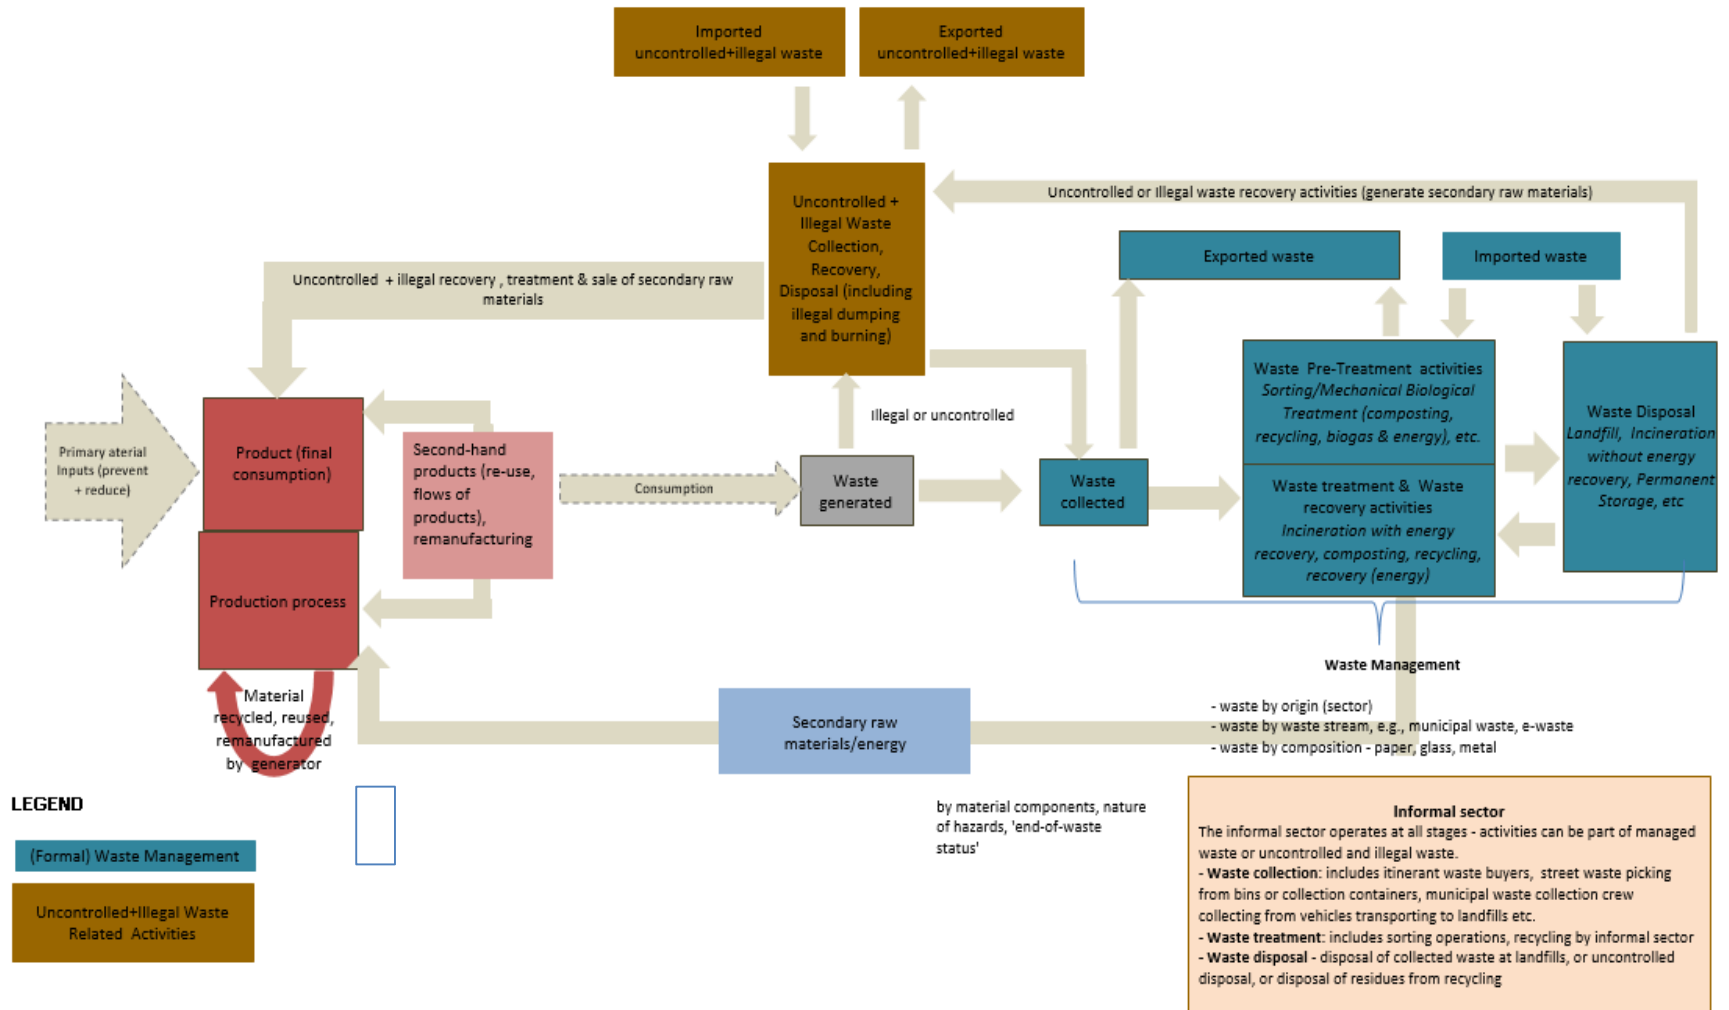 Imported
uncontrolled+illegal waste
Exported
uncontrolled+illegal waste
Uncontrolled +
Illegal Waste
Collection,
Recovery,
Disposal (including
illegal dumping
and burning)
Uncontrolled or Illegal waste recovery activities (generate secondary raw materials)
Exported waste
Imported waste
Uncontrolled + illegal recovery , treatment & sale of secondary raw
materials
Primary aterial
Inputs (prevent
+ reduce)
Product (final
consumption)
Production process
Second-hand
products (re-use,
flows of
products),
remanufacturing
Consumption
Illegal or uncontrolled
Waste
generated
Waste
collected
Waste Pre-Treatment activities
Sorting/Mechanical Biological
Treatment (composting,
recycling, biogas & energy), etc.
Waste treatment & Waste
recovery activities
Incineration with energy
recovery, composting, recycling,
recovery (energy)
Waste Disposal
Landfill, Incineration
without energy
recovery, Permanent
Storage, etc
Waste Management
Material
recycled, reused,
remanufactured
by generator
Secondary raw
materials/energy
- waste by origin (sector)
- waste by waste stream, e.g., municipal waste, e-waste
- waste by composition - paper, glass, metal
by material components, nature
of hazards, 'end-of-waste
status'
LEGEND
(Formal) Waste Management
Uncontrolled+Illegal Waste
Related Activities
Informal sector
The informal sector operates at all stages - activities can be part of managed
waste or uncontrolled and illegal waste.
- Waste collection: includes itinerant waste buyers, street waste picking
from bins or collection containers, municipal waste collection crew
collecting from vehicles transporting to landfills etc.
- Waste treatment: includes sorting operations, recycling by informal sector
- Waste disposal - disposal of collected waste at landfills, or uncontrolled
disposal, or disposal of residues from recycling